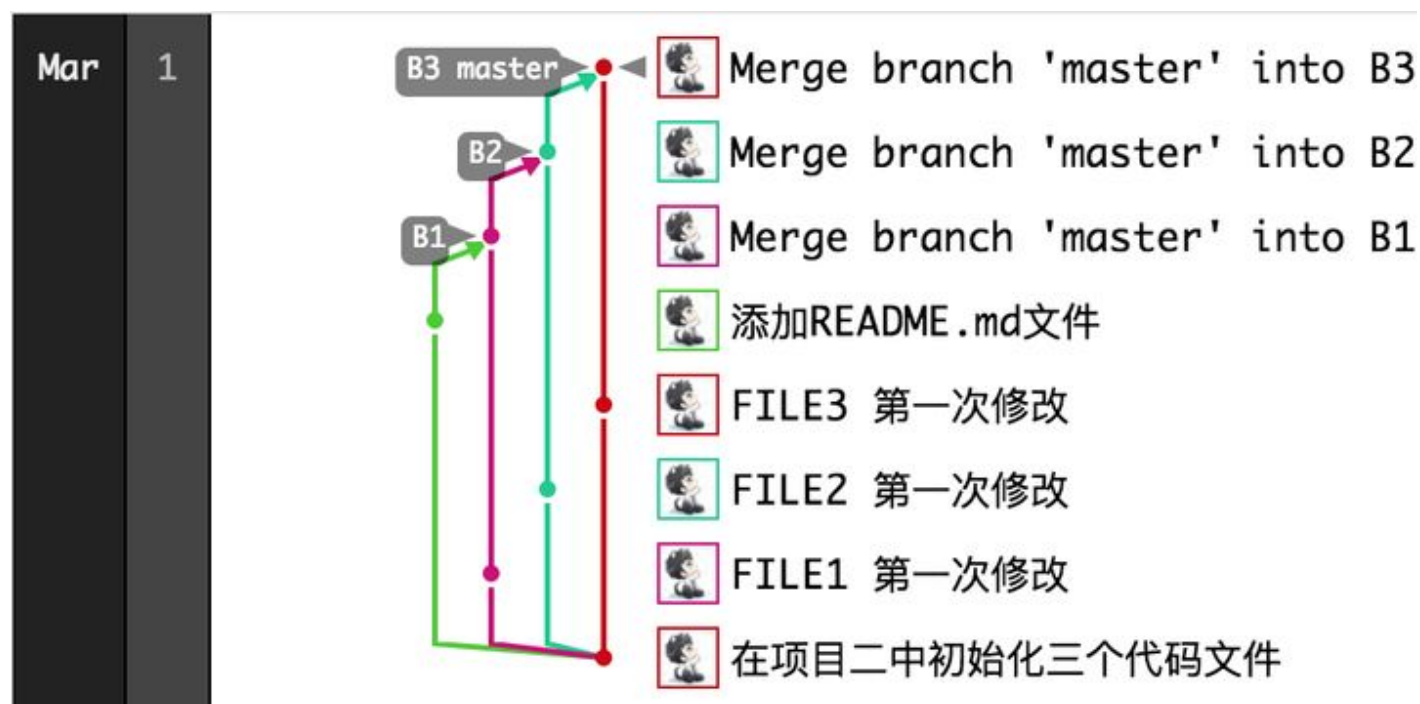 Mar 1 B3 master Merge branch 'master' into B3
B2 Merge branch 'master' into B2
B1 Merge branch 'master' into B1
添加README.md文件
FILE3 第一次修改
FILE2 第一次修改
FILE1 第一次修改
在项目二中初始化三个代码文件